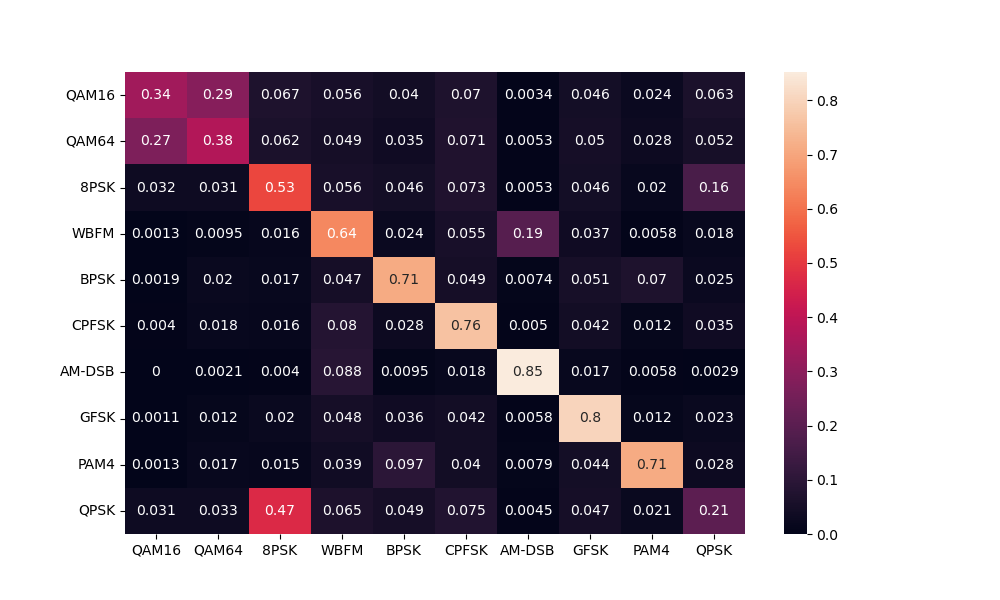 QAM16 0.34 0.29 0.067 0.056 0.04 0.07 0.0034 0.046 0.024 0.063
QAM64 0.27 0.38 0.062 0.049 0.035 0.071 0.0053 0.05 0.028 0.052
8PSK 0.032 0.031 0.53 0.056 0.046 0.073 0.0053 0.046 0.02 0.16
WBFM 0.0013 0.0095 0.016 0.64 0.024 0.055 0.19 0.037 0.0058 0.018
BPSK 0.0019 0.02 0.017 0.047 0.71 0.049 0.0074 0.051 0.07 0.025
CPFSK 0.004 0.018 0.016 0.08 0.028 0.76 0.005 0.042 0.012 0.035
AM-DSB 0 0.0021 0.004 0.088 0.0095 0.018 0.85 0.017 0.0058 0.0029
GFSK 0.0011 0.012 0.02 0.048 0.036 0.042 0.0058 0.8 0.012 0.023
PAM4 0.0013 0.017 0.015 0.039 0.097 0.04 0.0079 0.044 0.71 0.028
QPSK 0.031 0.033 0.47 0.065 0.049 0.075 0.0045 0.047 0.021 0.21
QAM16 QAM64 8PSK WBFM BPSK CPFSK AM-DSB GFSK PAM4 QPSK
0.8
0.7
0.6
0.5
0.4
0.3
0.2
0.1
0.0